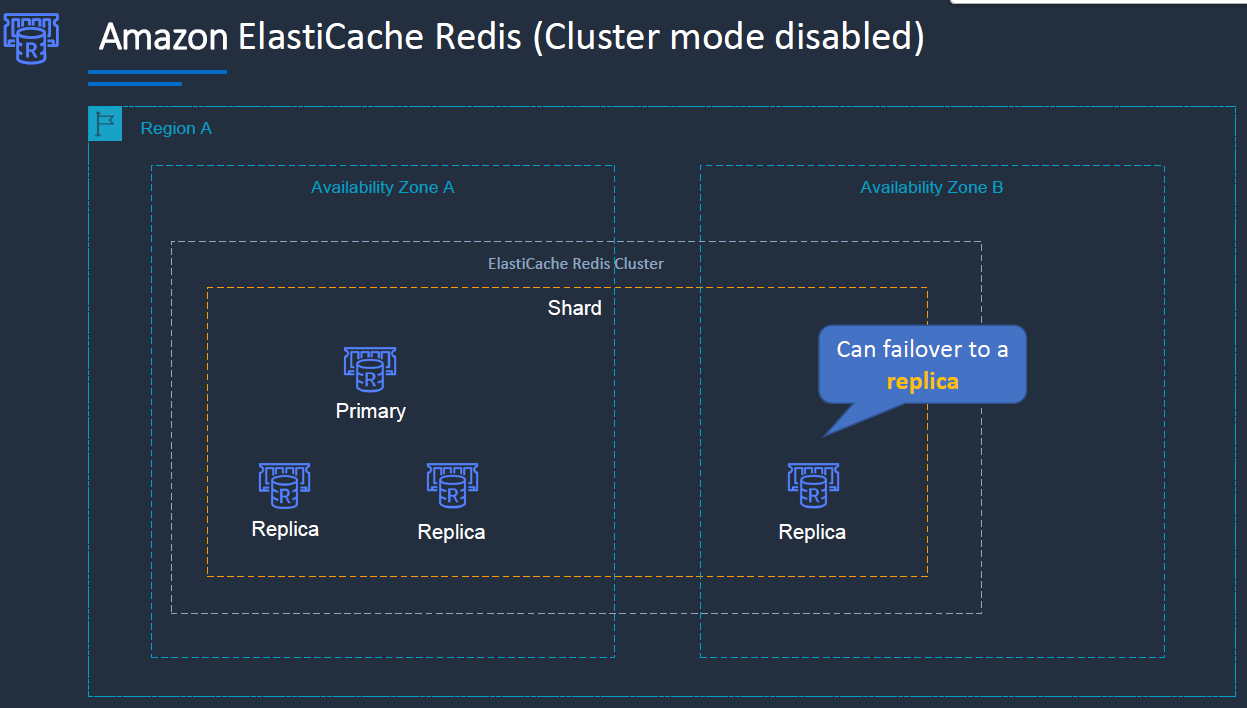 Amazon ElastiCache Redis (Cluster mode disabled)
R
Region A
Availability Zone A
Availability Zone B
ElastiCache Redis Cluster
Shard
Can failover to a
replica
R
Primary
R
R
R
Replica
Replica
Replica